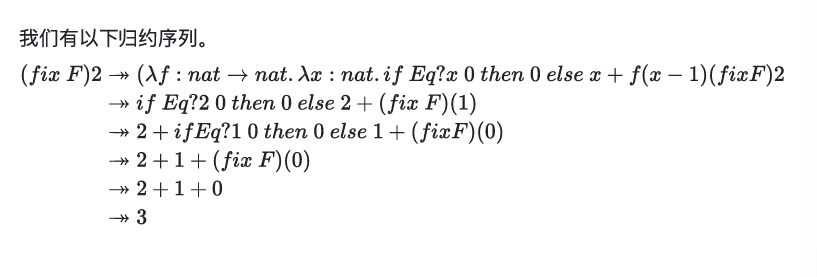 我们有以下归约序列。
(fix F)2 ↠ (λf : nat → nat. λx : nat. if Eq?x 0 then 0 else x + f(x − 1)(fixF)2
↠ if Eq?2 0 then 0 else 2 + (fix F)(1)
↠ 2 + ifEq?1 0 then 0 else 1 + (fixF)(0)
↠ 2 + 1 + (fix F)(0)
↠ 2 + 1 + 0
↠ 3